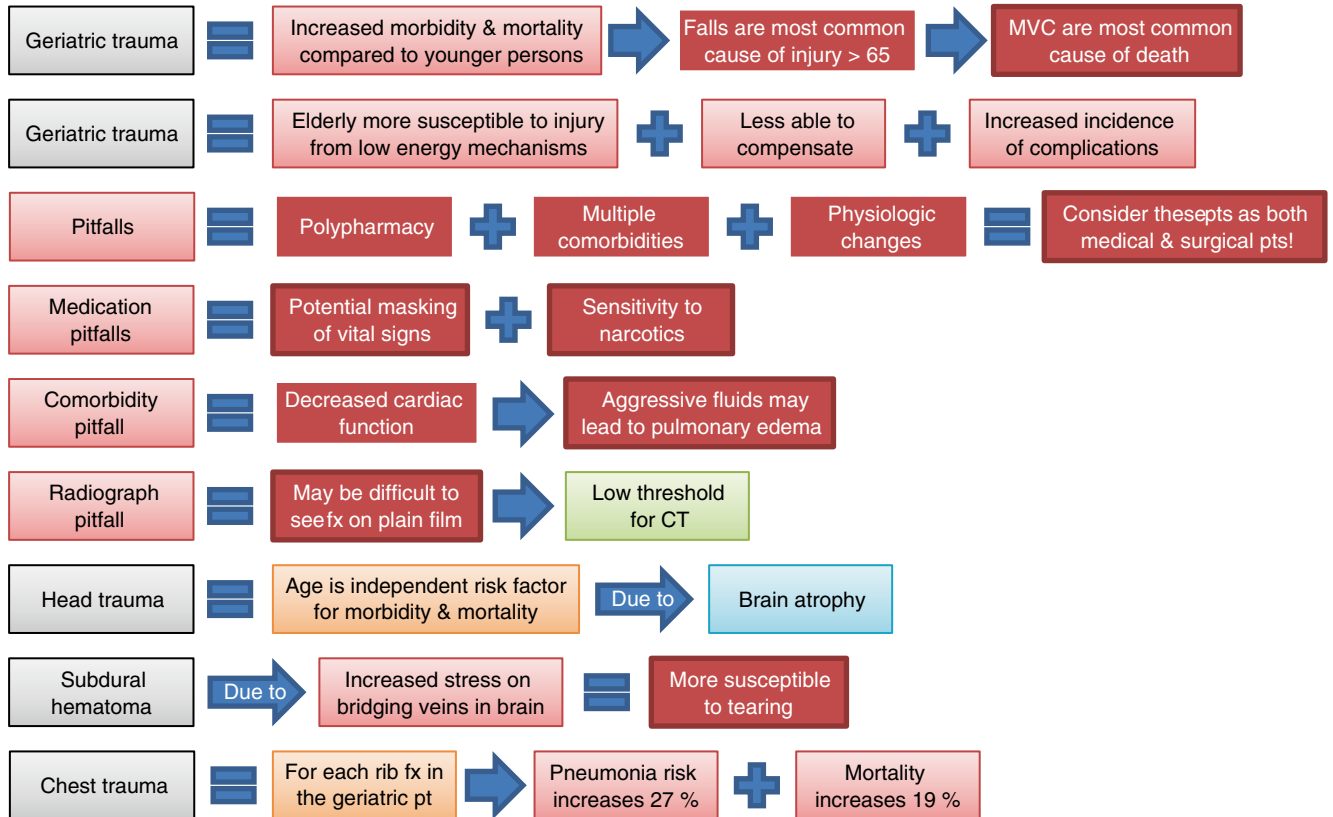 Geriatric trauma
Increased morbidity & mortality
compared to younger persons
Falls are most common
cause of injury > 65
MVC are most common
cause of death
Geriatric trauma
Elderly more susceptible to injury
from low energy mechanisms
Less able to
compensate
Increased incidence
of complications
Pitfalls
Polypharmacy
Multiple
comorbidities
Physiologic
changes
Consider thesepts as both
medical & surgical pts!
Medication
pitfalls
Potential masking
of vital signs
Sensitivity to
narcotics
Comorbidity
pitfall
Decreased cardiac
function
Aggressive fluids may
lead to pulmonary edema
Radiograph
pitfall
May be difficult to
see fx on plain film
Low threshold
for CT
Head trauma
Age is independent risk factor
for morbidity & mortality
Due to
Brain atrophy
Subdural
hematoma
Due to
Increased stress on
bridging veins in brain
More susceptible
to tearing
Chest trauma
For each rib fx in
the geriatric pt
Pneumonia risk
increases 27 %
Mortality
increases 19 %